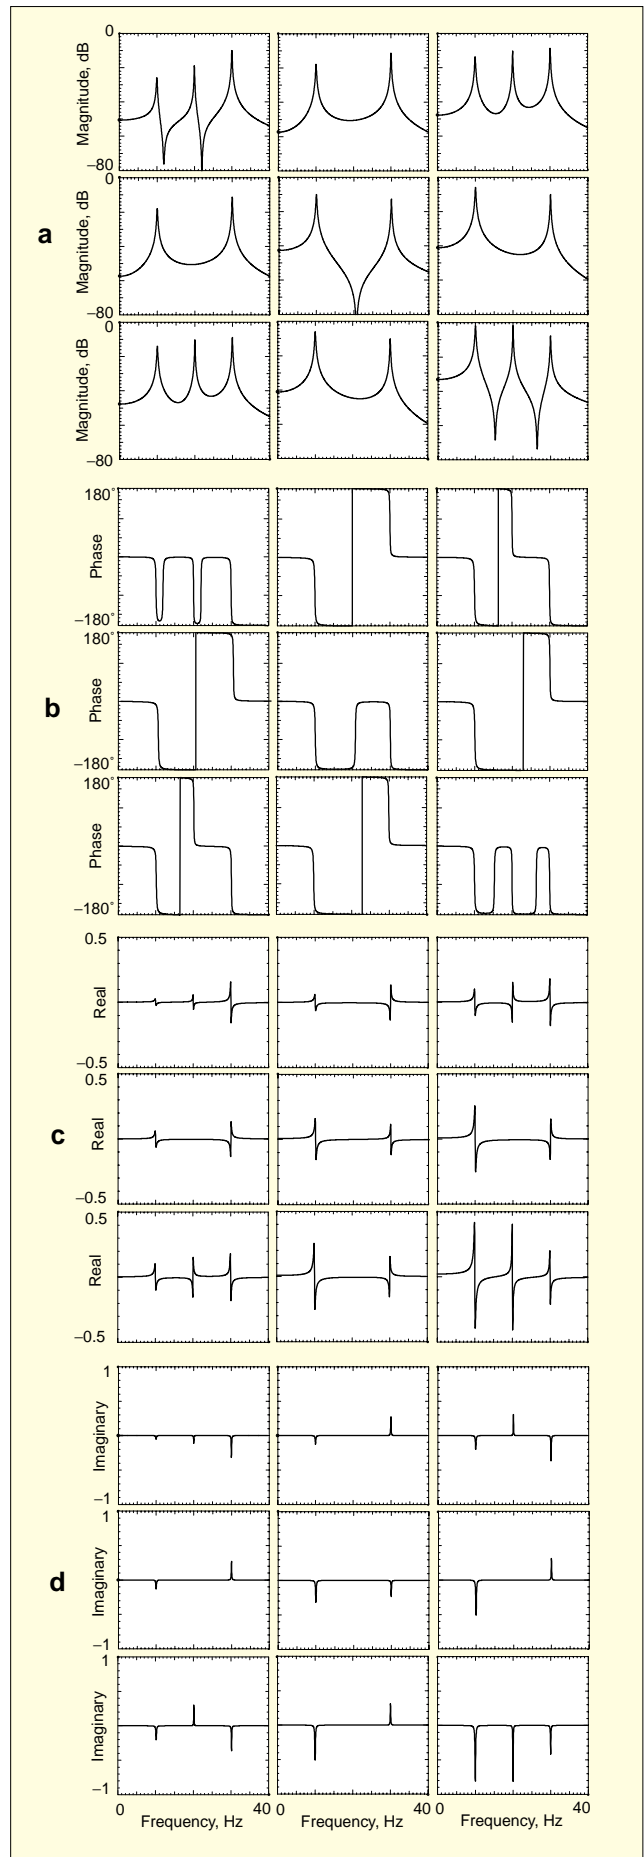 0
Magnitude, dB
−80
0
a
Magnitude, dB
−80
0
Magnitude, dB
−80
180°
Phase
−180°
180°
b
Phase
−180°
180°
Phase
−180°
0.5
Real
−0.5
0.5
c
Real
−0.5
0.5
Real
−0.5
1
Imaginary
−1
1
d
Imaginary
−1
1
Imaginary
−1
0 40 0 40 0 40
Frequency, Hz Frequency, Hz Frequency, Hz